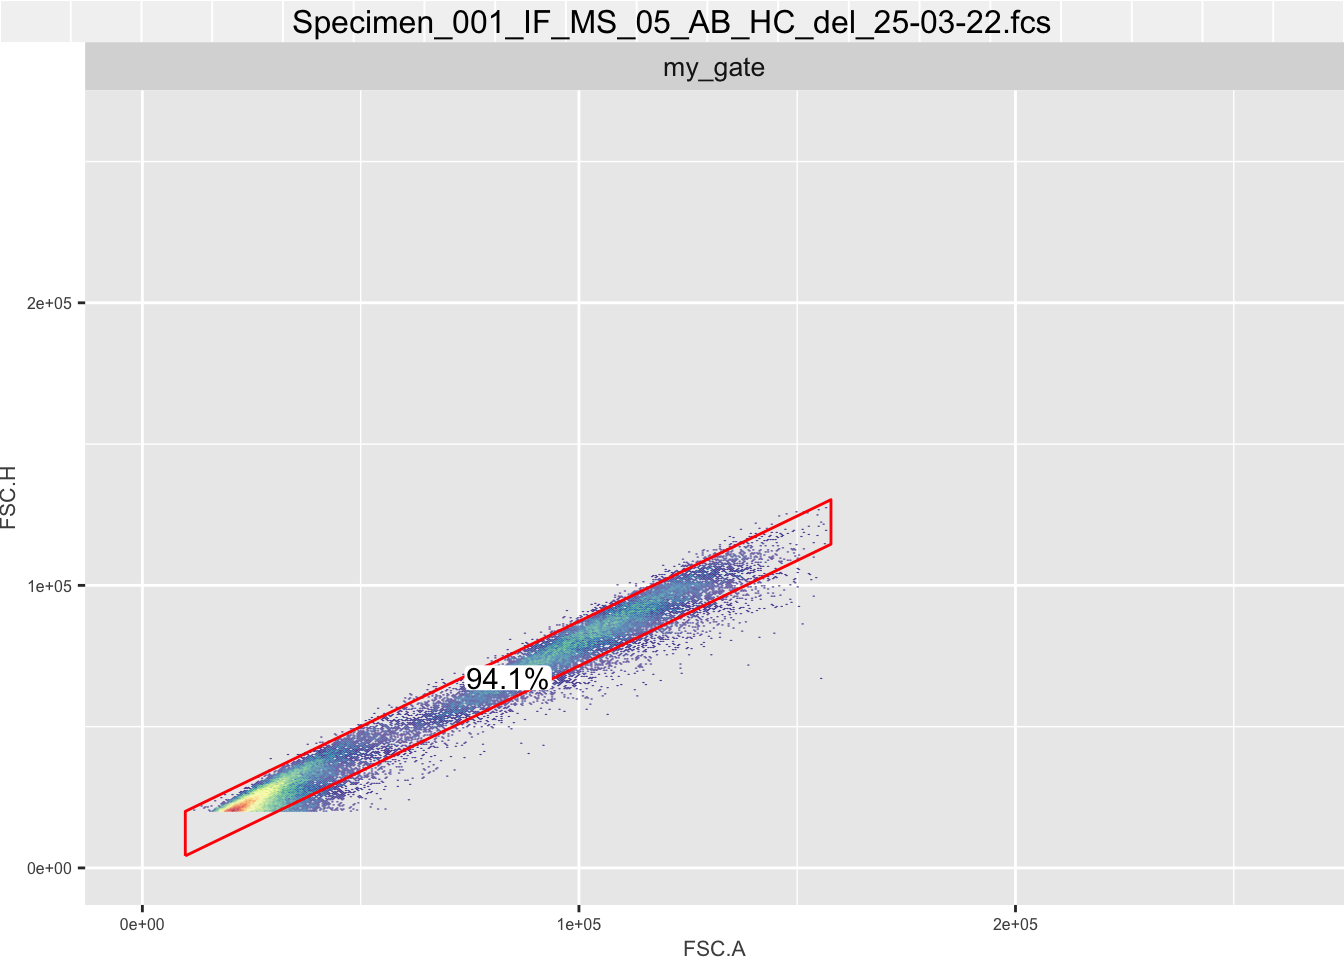 Specimen_001_IF_MS_05_AB_HC_del_25-03-22.fcs
my_gate
2e+05
1e+05
0e+00
FSC.H
94.1%
0e+00
1e+05
2e+05
FSC.A